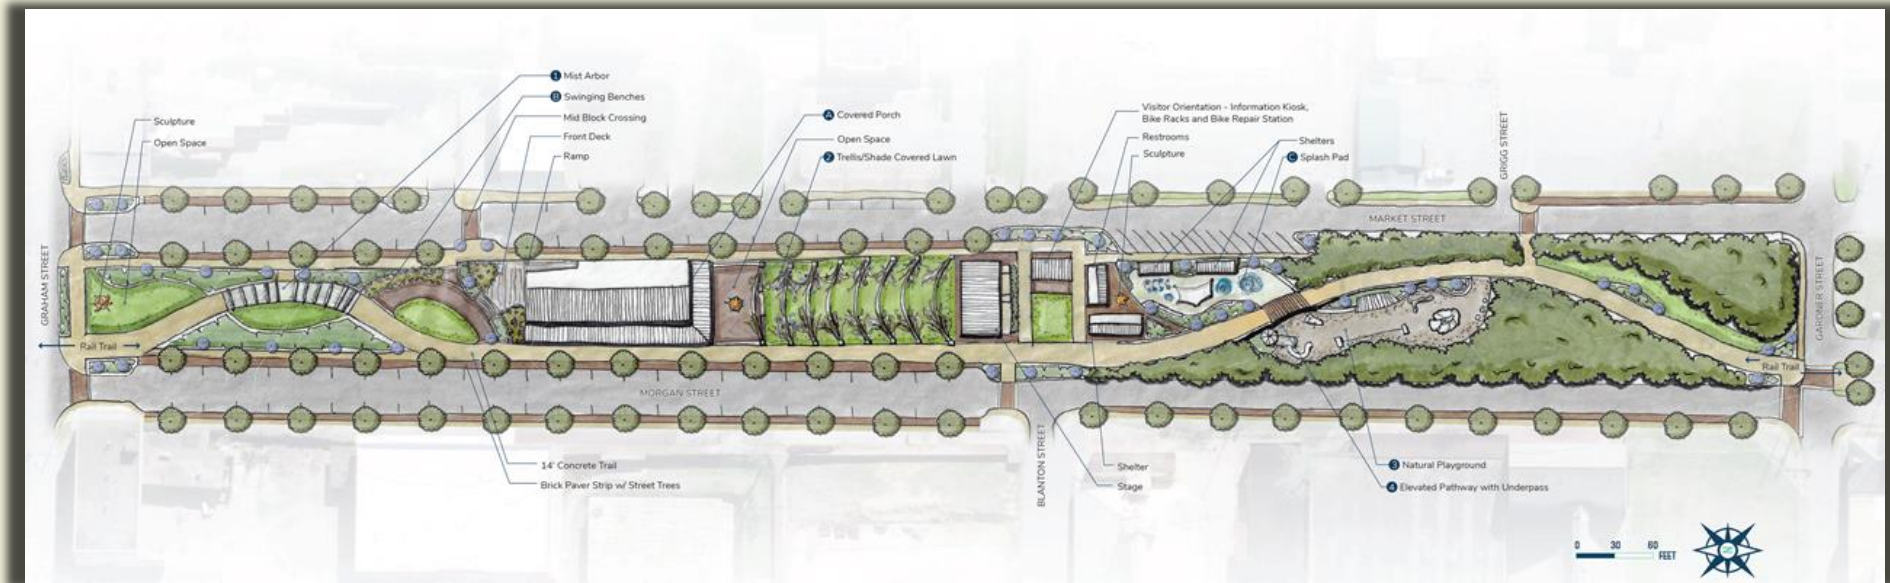 1 Mist Arbor
B Swinging Benches
Mid Block Crossing
Front Deck
Ramp
Sculpture
Open Space
A Covered Porch
Open Space
2 Trellis/Shade Covered Lawn
Visitor Orientation - Information Kiosk,
Bike Racks and Bike Repair Station
Restrooms
Sculpture
Shelters
C Splash Pad
GRIGG STREET
MARKET STREET
GRAHAM STREET
GARDNER STREET
Rail Trail
Rail Trail
MORGAN STREET
BLANTON STREET
14' Concrete Trail
Brick Paver Strip w/ Street Trees
Shelter
Stage
3 Natural Playground
4 Elevated Pathway with Underpass
0 30 60
FEET